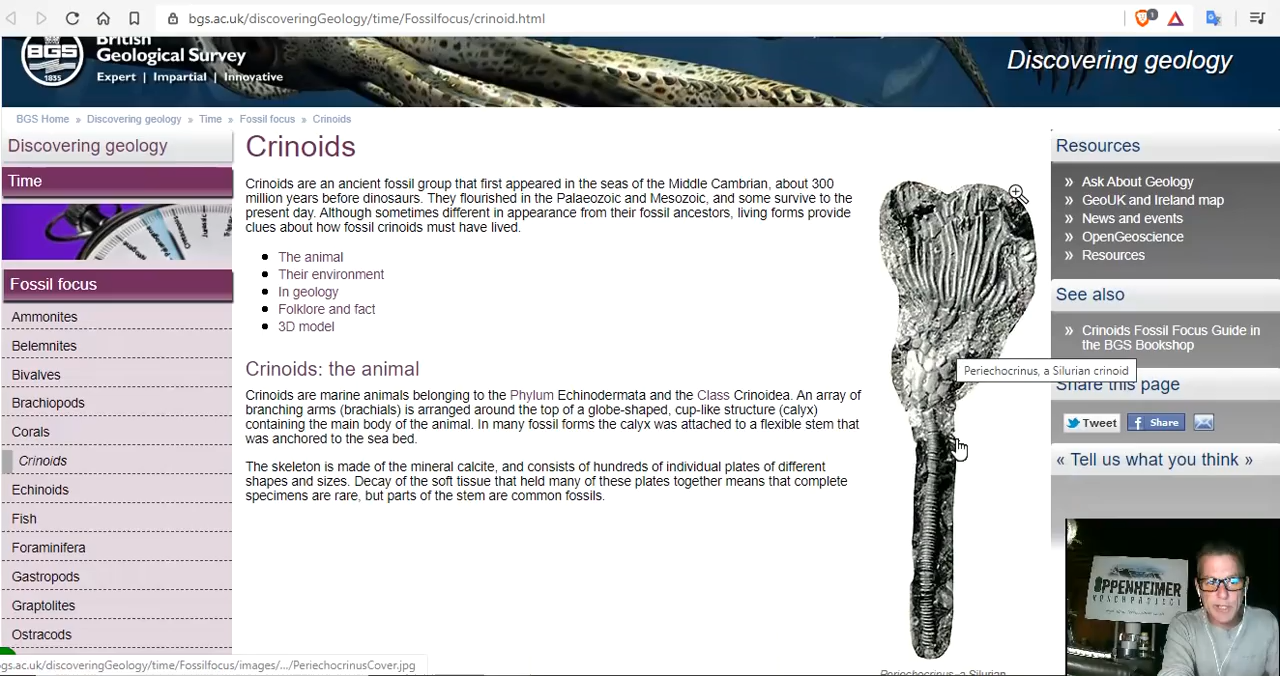 bgs.ac.uk/discoveringGeology/time/Fossilfocus/crinoid.html
1
British
Geological Survey
Expert | Impartial | Innovative
BGS
1835
Discovering geology
BGS Home » Discovering geology » Time » Fossil focus » Crinoids
Discovering geology
Time
Fossil focus
Ammonites
Belemnites
Bivalves
Brachiopods
Corals
Crinoids
Echinoids
Fish
Foraminifera
Gastropods
Graptolites
Ostracods
Crinoids
Crinoids are an ancient fossil group that first appeared in the seas of the Middle Cambrian, about 300
million years before dinosaurs. They flourished in the Palaeozoic and Mesozoic, and some survive to the
present day. Although sometimes different in appearance from their fossil ancestors, living forms provide
clues about how fossil crinoids must have lived.
The animal
Their environment
In geology
Folklore and fact
3D model
Crinoids: the animal
Crinoids are marine animals belonging to the Phylum Echinodermata and the Class Crinoidea. An array of
branching arms (brachials) is arranged around the top of a globe-shaped, cup-like structure (calyx)
containing the main body of the animal. In many fossil forms the calyx was attached to a flexible stem that
was anchored to the sea bed.
The skeleton is made of the mineral calcite, and consists of hundreds of individual plates of different
shapes and sizes. Decay of the soft tissue that held many of these plates together means that complete
specimens are rare, but parts of the stem are common fossils.
Periechocrinus, a Silurian crinoid
Periechocrinus, a Silurian
Resources
» Ask About Geology
» GeoUK and Ireland map
» News and events
» OpenGeoscience
» Resources
See also
» Crinoids Fossil Focus Guide in
the BGS Bookshop
Share this page
Tweet
f Share
« Tell us what you think »
OPPENHEIMER
gs.ac.uk/discoveringGeology/time/Fossilfocus/images/.../PeriechocrinusCover.jpg